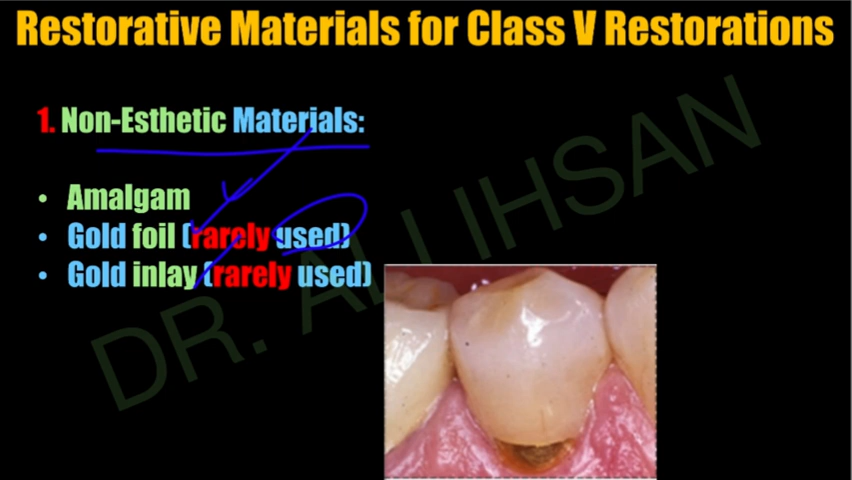 Restorative Materials for Class V Restorations
1. Non-Esthetic Materials:
• Amalgam
• Gold foil (rarely used)
• Gold inlay (rarely used)
DR. ALI IHSAN